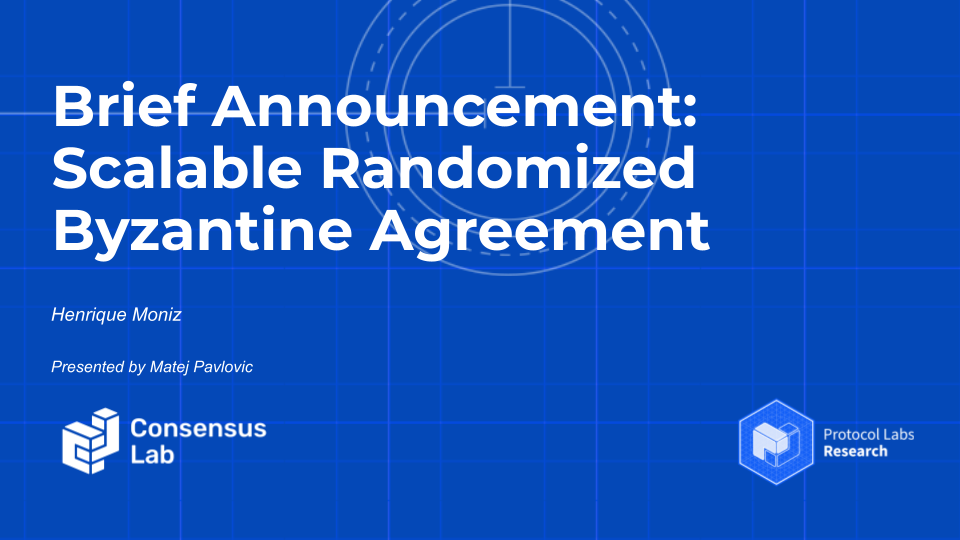 Brief Announcement:
Scalable Randomized
Byzantine Agreement
Henrique Moniz
Presented by Matej Pavlovic
Consensus
Lab
Protocol Labs
Research